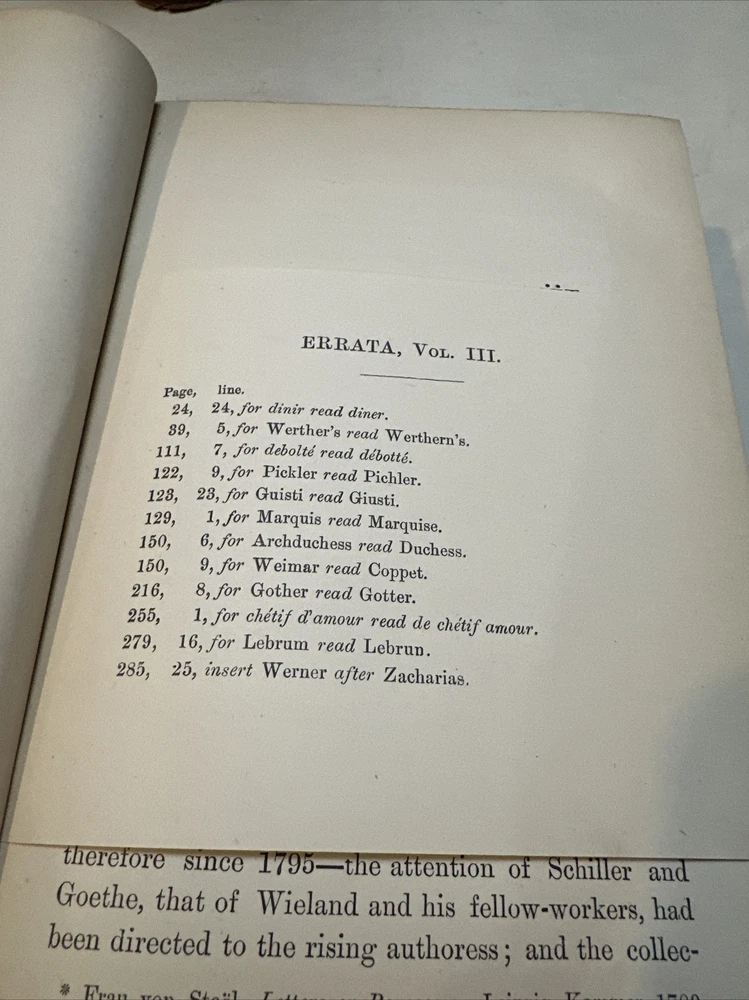 ERRATA, VOL. III.
Page, line.
24, 24, for dinir read diner.
39, 5, for Werther's read Werthern's.
111, 7, for debolté read débotté.
122, 9, for Pickler read Pichler.
123, 23, for Guisti read Giusti.
129, 1, for Marquis read Marquise.
150, 6, for Archduchess read Duchess.
150, 9, for Weimar read Coppet.
216, 8, for Gother read Gotter.
255, 1, for chétif d'amour read de chétif amour.
279, 16, for Lebrum read Lebrun.
285, 25, insert Werner after Zacharias.
therefore since 1795—the attention of Schiller and
Goethe, that of Wieland and his fellow-workers, had
been directed to the rising authoress; and the collec-
* Frau von Staël,